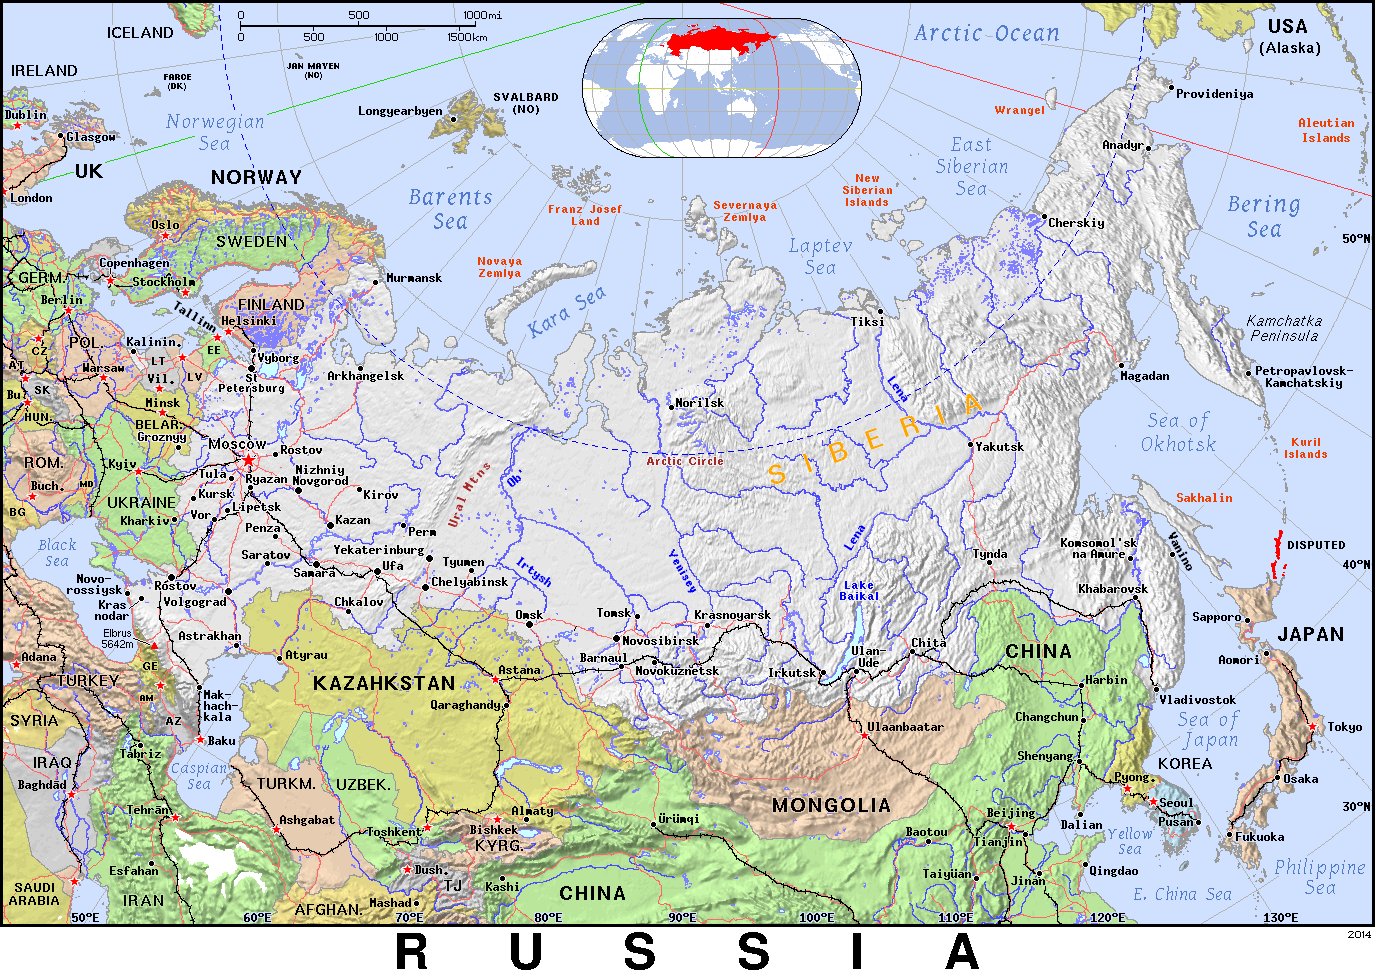 ICELAND
0 500 1000mi
0 500 1000 1500km
IRELAND
FAROE
(DK)
JAN MAYEN
(NO)
Arctic Ocean
USA
(Alaska)
Dublin
Glasgow
UK
London
Norwegian
Sea
Longyearbyen
SVALBARD
(NO)
Wrangel
Provideniya
Aleutian
Islands
Anadyr
East
Siberian
Sea
NORWAY
Barents
Sea
Franz Josef
Land
Severnaya
Zemlya
New
Siberian
Islands
Cherskiy
Bering
Sea
Oslo
SWEDEN
Copenhagen
Stockholm
Laptev
Sea
50°N
GERM.
Berlin
Murmansk
Novaya
Zemlya
Kara Sea
Tallinn
FINLAND
Helsinki
Tiksi
Kamchatka
Peninsula
POL.
Kalinin.
CZ
LT
EE
Vyborg
AT
Warsaw
Vil.
LV
St
Petersburg
Arkhangelsk
Magadan
Petropavlovsk-
Kamchatskiy
SK
Bu.
HUN.
Minsk
BELAR.
Groznyy
Norilsk
Lena
SIBERIA
Sea of
Okhotsk
Moscow
Rostov
Arctic Circle
Yakutsk
Kuril
Islands
ROM.
Kyiv
Tula
Ryazan
Nizhniy
Novgorod
Ural Mtns
Ob'
Buch.
MD
UKRAINE
Kursk
Kirov
Sakhalin
BG
Kharkiv
Vor.
Lipetsk
Kazan
Perm
Penza
Black
Sea
Saratov
Yekaterinburg
Tyumen
Samara
Ufa
Chelyabinsk
Irtysh
Yenisey
Lena
Tynda
Komsomol'sk
na Amure
Vanino
DISPUTED
40°N
Novo-
rossiysk
Rostov
Volgograd
Chkalov
Lake
Baikal
Khabarovsk
Kras
nodar
Omsk
Tomsk
Krasnoyarsk
Sapporo
Elbrus
5642m
Astrakhan
Novosibirsk
Chita
CHINA
JAPAN
Adana
GE
Atyrau
Astana
Barnaul
Novokuznetsk
Irkutsk
Ulan-
Ude
Aomori
TURKEY
AM
KAZAHKSTAN
Harbin
Vladivostok
SYRIA
AZ
Mak-
hach-
kala
Qaraghandy
Ulaanbaatar
Changchun
Sea of
Japan
Tokyo
Baku
Tabriz
IRAQ
Caspian
Sea
Shenyang
KOREA
Baghdād
TURKM.
UZBEK.
Pyong.
Osaka
Tehrān
Ashgabat
Toshkent
Almaty
Bishkek
KYRG.
Ürümqi
MONGOLIA
Beijing
Seoul
Pusan
30°N
Dalian
Baotou
Tianjin
Yellow
Sea
Fukuoka
Esfahan
Dush.
TJ
Kashi
CHINA
Taiyüan
Jinan
Qingdao
Philippine
Sea
SAUDI
ARABIA
IRAN
Mashad
AFGHAN.
E. China Sea
50°E 60°E 70°E 80°E 90°E 100°E 110°E 120°E 130°E
RUSSIA
2014